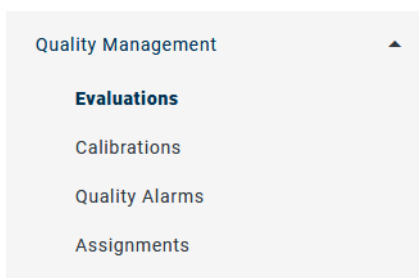 Quality Management
Evaluations
Calibrations
Quality Alarms
Assignments